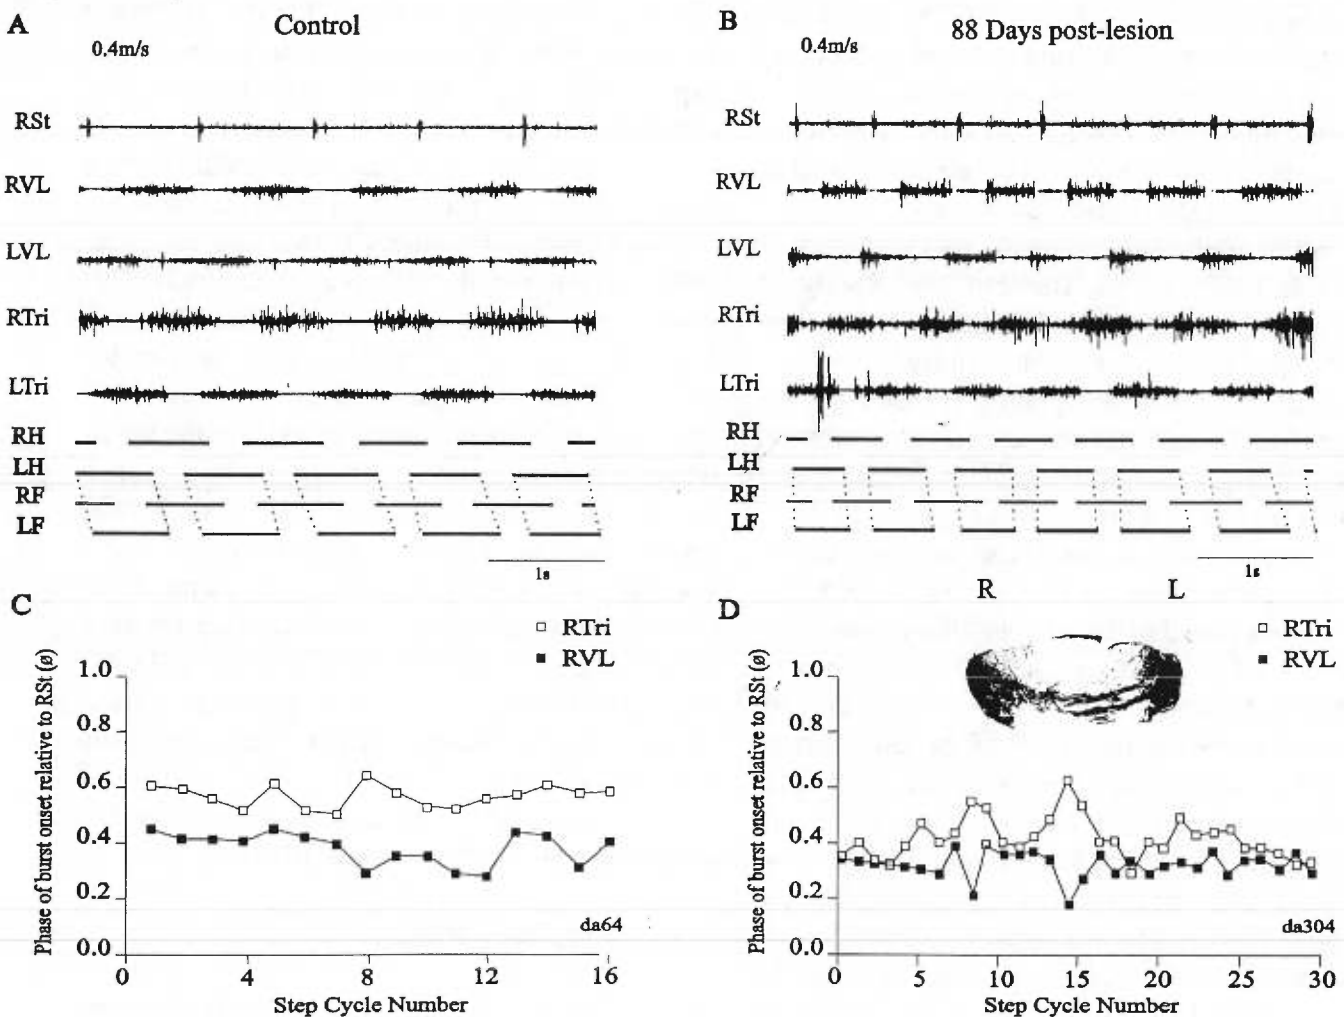 A
Control
0.4m/s
RSt
RVL
LVL
RTri
LTri
RH
LH
RF
LF
1s
B
88 Days post-lesion
0.4m/s
RSt
RVL
LVL
RTri
LTri
RH
LH
RF
LF
1s
C
RTri
RVL
Phase of burst onset relative to RSt (ø)
1.0
0.8
0.6
0.4
0.2
0.0
da64
0 4 8 12 16
Step Cycle Number
D
R L
RTri
RVL
Phase of burst onset relative to RSt (ø)
1.0
0.8
0.6
0.4
0.2
0.0
da304
0 5 10 15 20 25 30
Step Cycle Number